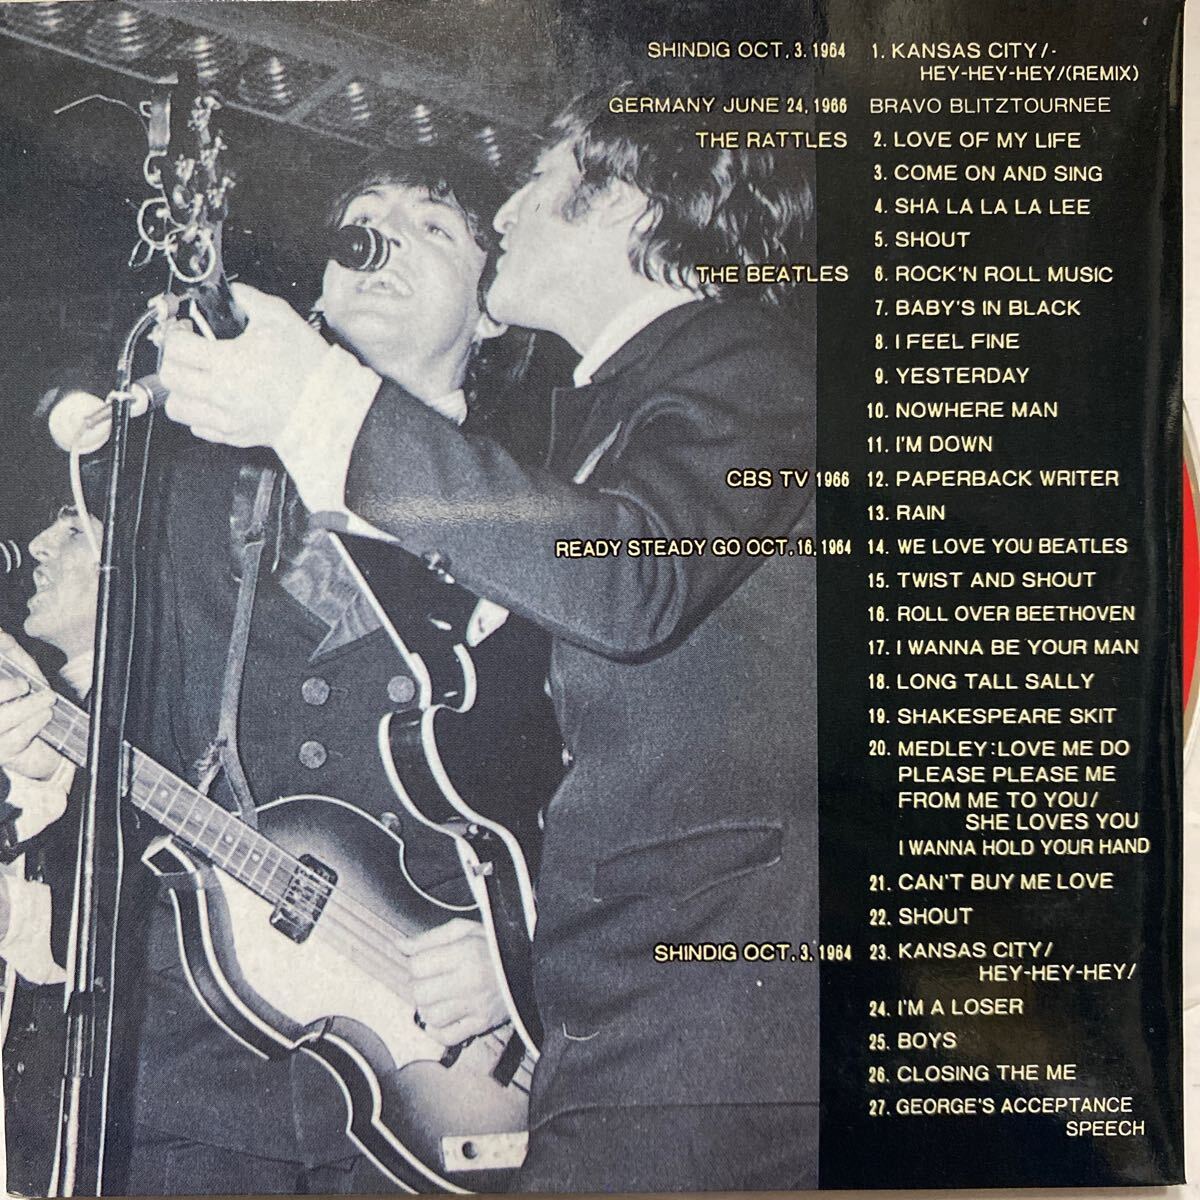 SHINDIG OCT. 3. 1964 1. KANSAS CITY/-
HEY-HEY-HEY/(REMIX)
GERMANY JUNE 24, 1966 BRAVO BLITZTOURNEE
THE RATTLES 2. LOVE OF MY LIFE
3. COME ON AND SING
4. SHA LA LA LA LEE
5. SHOUT
THE BEATLES 6. ROCK'N ROLL MUSIC
7. BABY'S IN BLACK
8. I FEEL FINE
9. YESTERDAY
10. NOWHERE MAN
11. I'M DOWN
CBS TV 1966 12. PAPERBACK WRITER
13. RAIN
READY STEADY GO OCT. 16. 1964 14. WE LOVE YOU BEATLES
15. TWIST AND SHOUT
16. ROLL OVER BEETHOVEN
17. I WANNA BE YOUR MAN
18. LONG TALL SALLY
19. SHAKESPEARE SKIT
20. MEDLEY:LOVE ME DO
PLEASE PLEASE ME
FROM ME TO YOU/
SHE LOVES YOU
I WANNA HOLD YOUR HAND
21. CAN'T BUY ME LOVE
22. SHOUT
SHINDIG OCT. 3. 1964 23. KANSAS CITY/
HEY-HEY-HEY/
24. I'M A LOSER
25. BOYS
26. CLOSING THE ME
27. GEORGE'S ACCEPTANCE
SPEECH